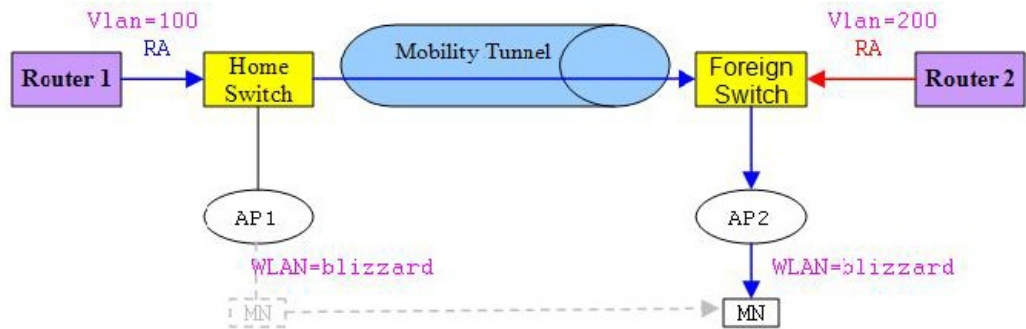 Vlan=100
Vlan=200
RA
Mobility Tunnel
RA
Router 1
Home
Switch
Foreign
Switch
Router 2
AP1
AP2
WLAN=blizzard
WLAN=blizzard
MN
MN